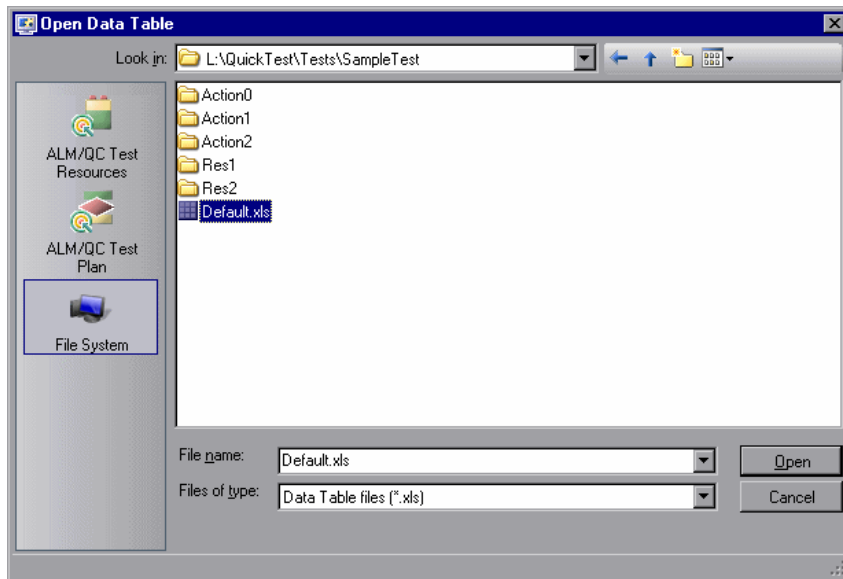 Open Data Table
Look in:
L:\QuickTest\Tests\SampleTest
ALM/QC Test
Resources
ALM/QC Test
Plan
File System
Action0
Action1
Action2
Res1
Res2
Default.xls
File name:
Default.xls
Open
Files of type:
Data Table files (*.xls)
Cancel